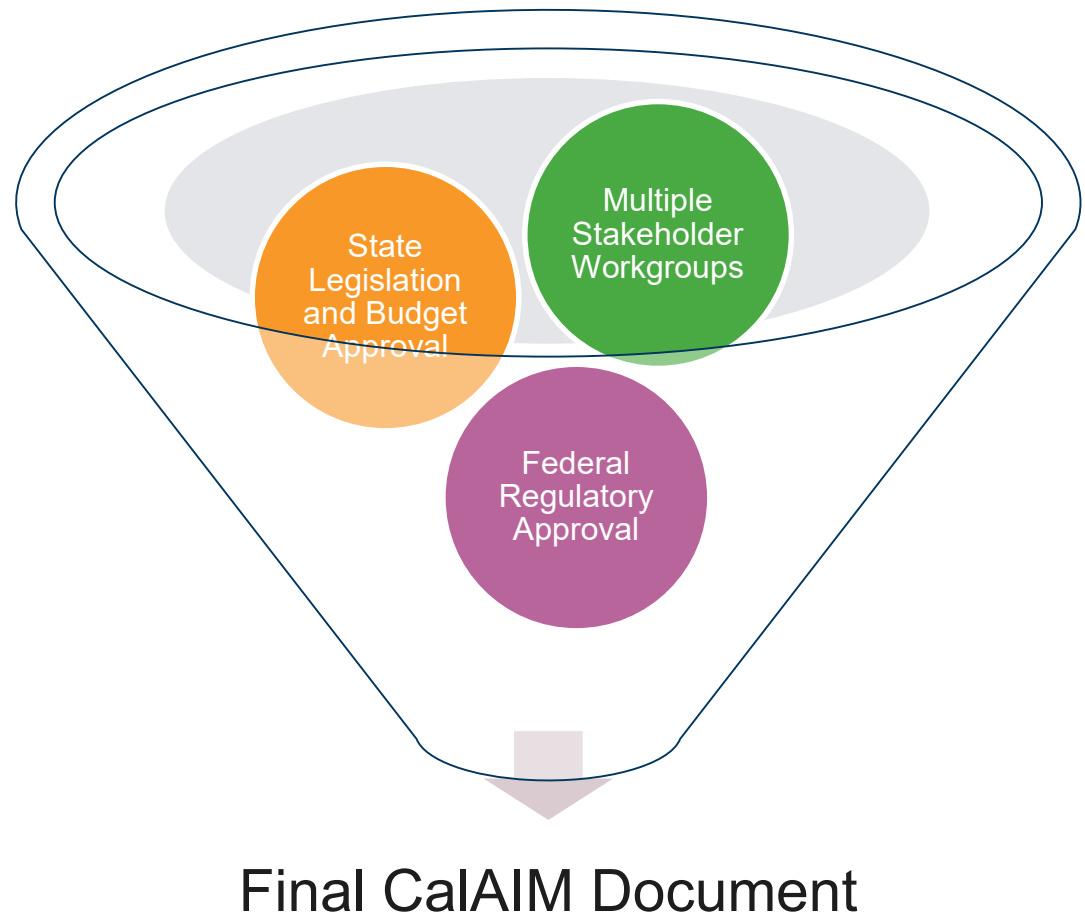 State
Legislation
and Budget
Approval
Multiple
Stakeholder
Workgroups
Federal
Regulatory
Approval
Final CalAIM Document